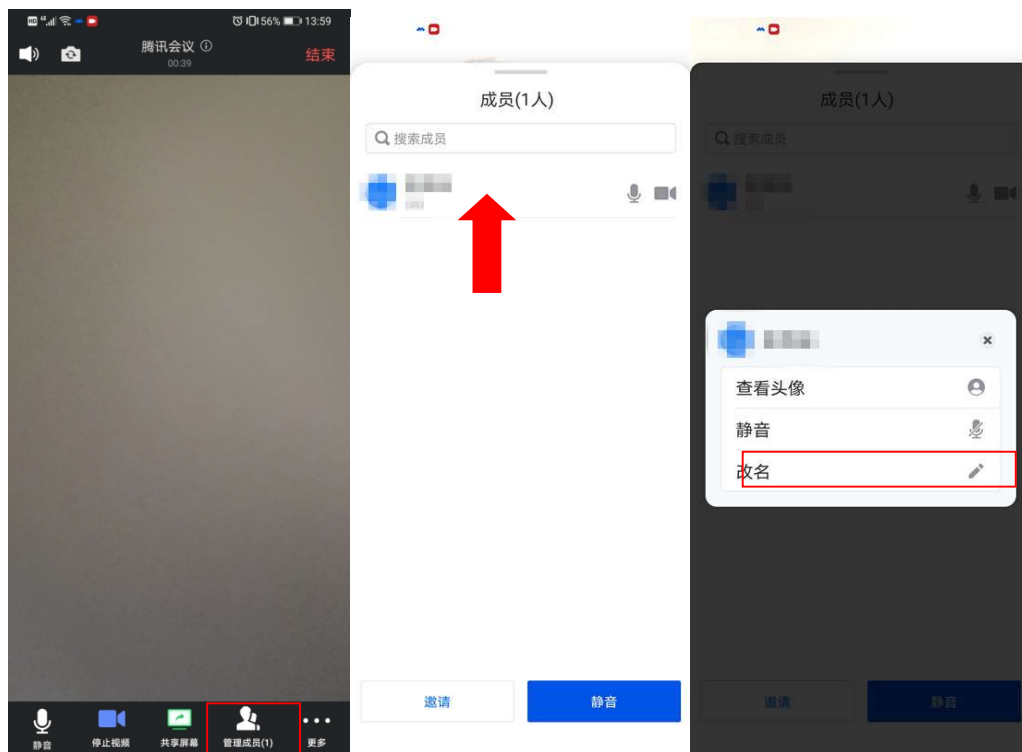 HD 56% 13:59
腾讯会议
00:39
结束
静音
停止视频
共享屏幕
管理成员(1)
更多
成员(1人)
搜索成员
邀请
静音
成员(1人)
搜索成员
查看头像
静音
改名
邀请
静音